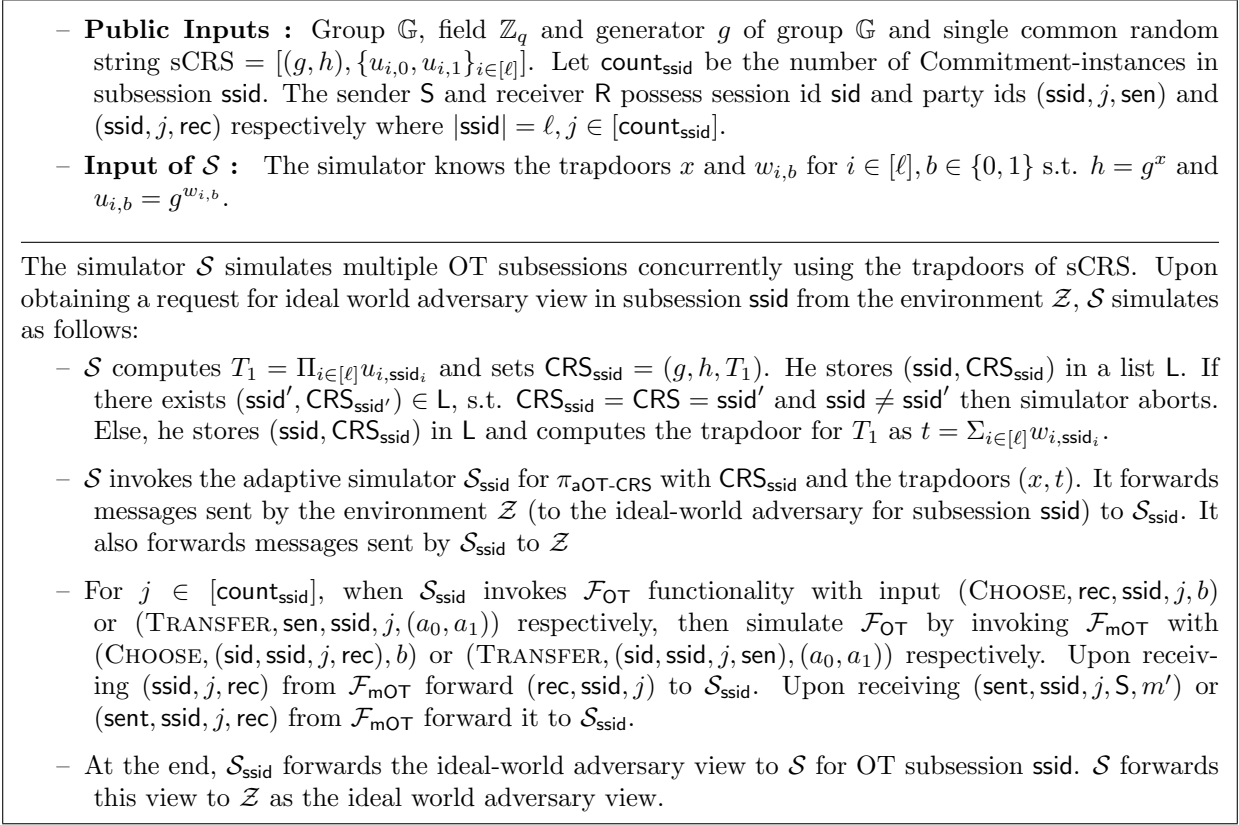 – Public Inputs : Group 𝔾, field ℤ_q and generator g of group 𝔾 and single common random
string sCRS = [(g, h), {u_{i,0}, u_{i,1}}_{i∈[ℓ]}]. Let count_ssid be the number of Commitment-instances in
subsession ssid. The sender S and receiver R possess session id sid and party ids (ssid, j, sen) and
(ssid, j, rec) respectively where |ssid| = ℓ, j ∈ [count_ssid].
– Input of 𝒮 : The simulator knows the trapdoors x and w_{i,b} for i ∈ [ℓ], b ∈ {0, 1} s.t. h = g^x and
u_{i,b} = g^{w_{i,b}}.
The simulator 𝒮 simulates multiple OT subsessions concurrently using the trapdoors of sCRS. Upon
obtaining a request for ideal world adversary view in subsession ssid from the environment 𝒵, 𝒮 simulates
as follows:
– 𝒮 computes T_1 = Π_{i∈[ℓ]} u_{i,ssid_i} and sets CRS_ssid = (g, h, T_1). He stores (ssid, CRS_ssid) in a list L. If
there exists (ssid′, CRS_ssid′) ∈ L, s.t. CRS_ssid = CRS = ssid′ and ssid ≠ ssid′ then simulator aborts.
Else, he stores (ssid, CRS_ssid) in L and computes the trapdoor for T_1 as t = Σ_{i∈[ℓ]} w_{i,ssid_i}.
– 𝒮 invokes the adaptive simulator 𝒮_ssid for π_{aOT-CRS} with CRS_ssid and the trapdoors (x, t). It forwards
messages sent by the environment 𝒵 (to the ideal-world adversary for subsession ssid) to 𝒮_ssid. It
also forwards messages sent by 𝒮_ssid to 𝒵
– For j ∈ [count_ssid], when 𝒮_ssid invokes ℱ_OT functionality with input (CHOOSE, rec, ssid, j, b)
or (TRANSFER, sen, ssid, j, (a_0, a_1)) respectively, then simulate ℱ_OT by invoking ℱ_mOT with
(CHOOSE, (sid, ssid, j, rec), b) or (TRANSFER, (sid, ssid, j, sen), (a_0, a_1)) respectively. Upon receiv-
ing (ssid, j, rec) from ℱ_mOT forward (rec, ssid, j) to 𝒮_ssid. Upon receiving (sent, ssid, j, S, m′) or
(sent, ssid, j, rec) from ℱ_mOT forward it to 𝒮_ssid.
– At the end, 𝒮_ssid forwards the ideal-world adversary view to 𝒮 for OT subsession ssid. 𝒮 forwards
this view to 𝒵 as the ideal world adversary view.